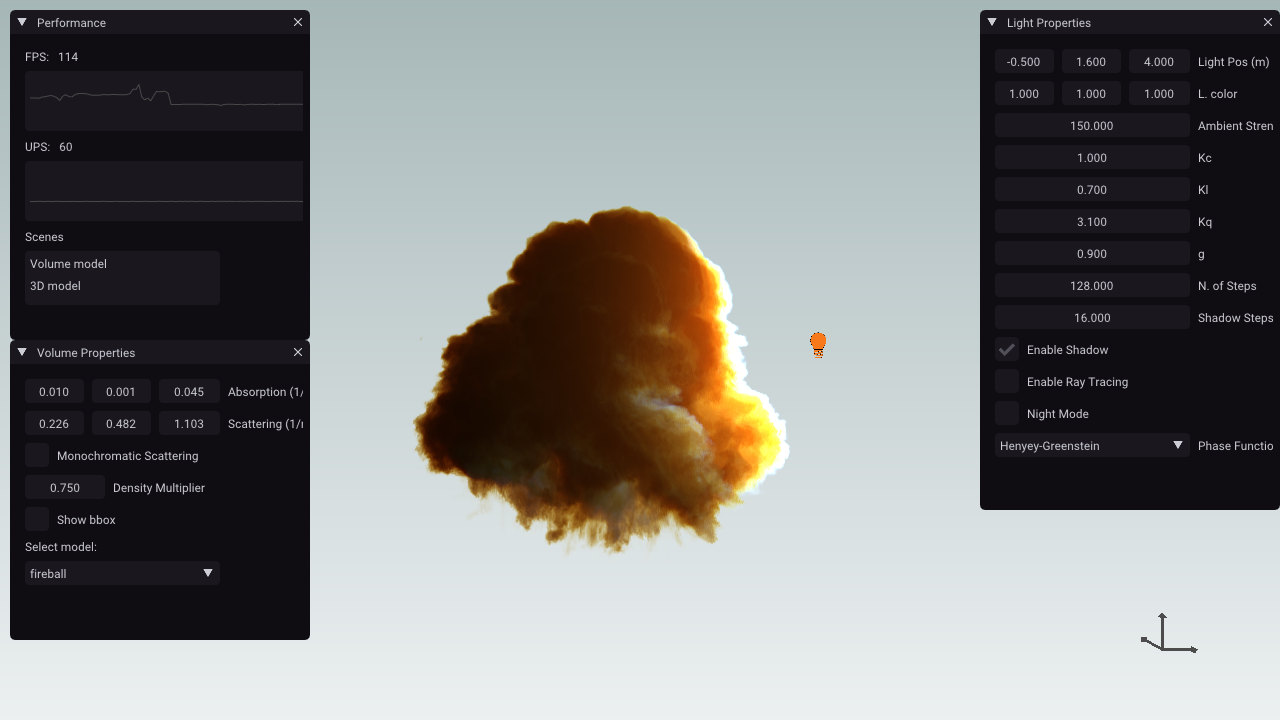 Performance
FPS: 114
UPS: 60
Scenes
Volume model
3D model
Volume Properties
0.010 0.001 0.045 Absorption (1/
0.226 0.482 1.103 Scattering (1/
Monochromatic Scattering
0.750 Density Multiplier
Show bbox
Select model:
fireball
Light Properties
-0.500 1.600 4.000 Light Pos (m)
1.000 1.000 1.000 L. color
150.000 Ambient Stren
1.000 Kc
0.700 Kl
3.100 Kq
0.900 g
128.000 N. of Steps
16.000 Shadow Steps
Enable Shadow
Enable Ray Tracing
Night Mode
Henyey-Greenstein Phase Functio